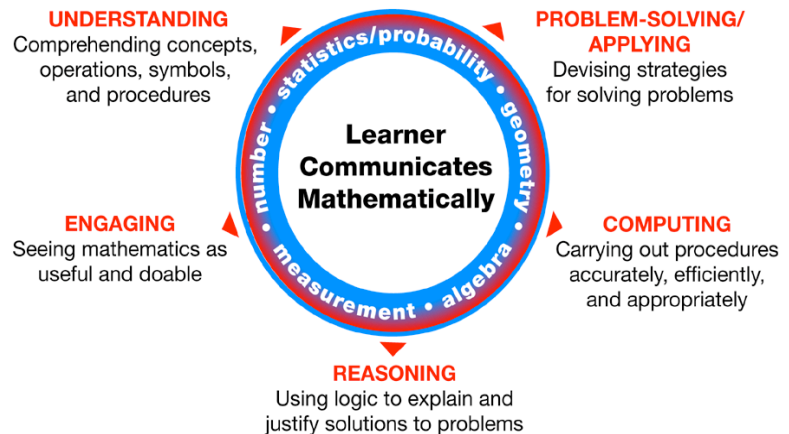 UNDERSTANDING
Comprehending concepts,
operations, symbols,
and procedures
PROBLEM-SOLVING/
APPLYING
Devising strategies
for solving problems
number • statistics/probability • geometry • algebra • measurement •
Learner
Communicates
Mathematically
ENGAGING
Seeing mathematics as
useful and doable
COMPUTING
Carrying out procedures
accurately, efficiently,
and appropriately
REASONING
Using logic to explain and
justify solutions to problems